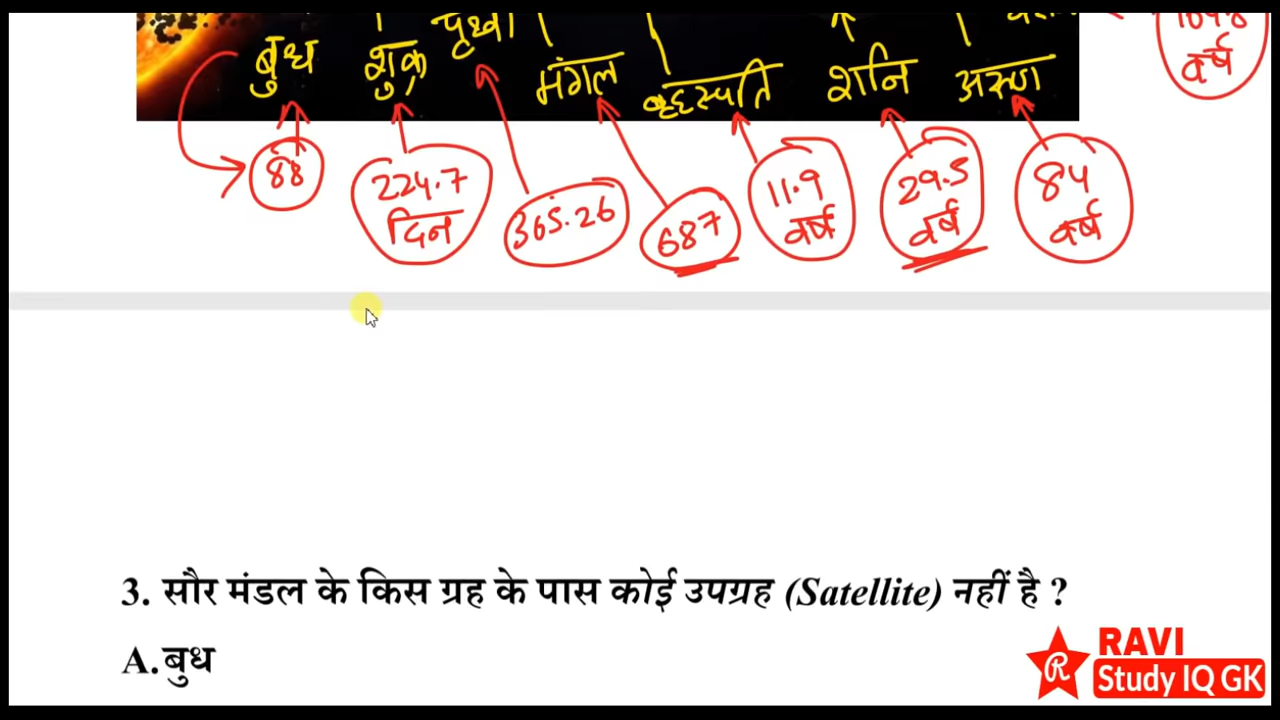 बुध शुक्र पृथ्वी मंगल बृहस्पति शनि अरुण
वर्ष
88 224.7 365.26 687 11.9 29.5 84
दिन वर्ष वर्ष वर्ष
3. सौर मंडल के किस ग्रह के पास कोई उपग्रह (Satellite) नहीं है ?
A. बुध
RAVI
R Study IQ GK